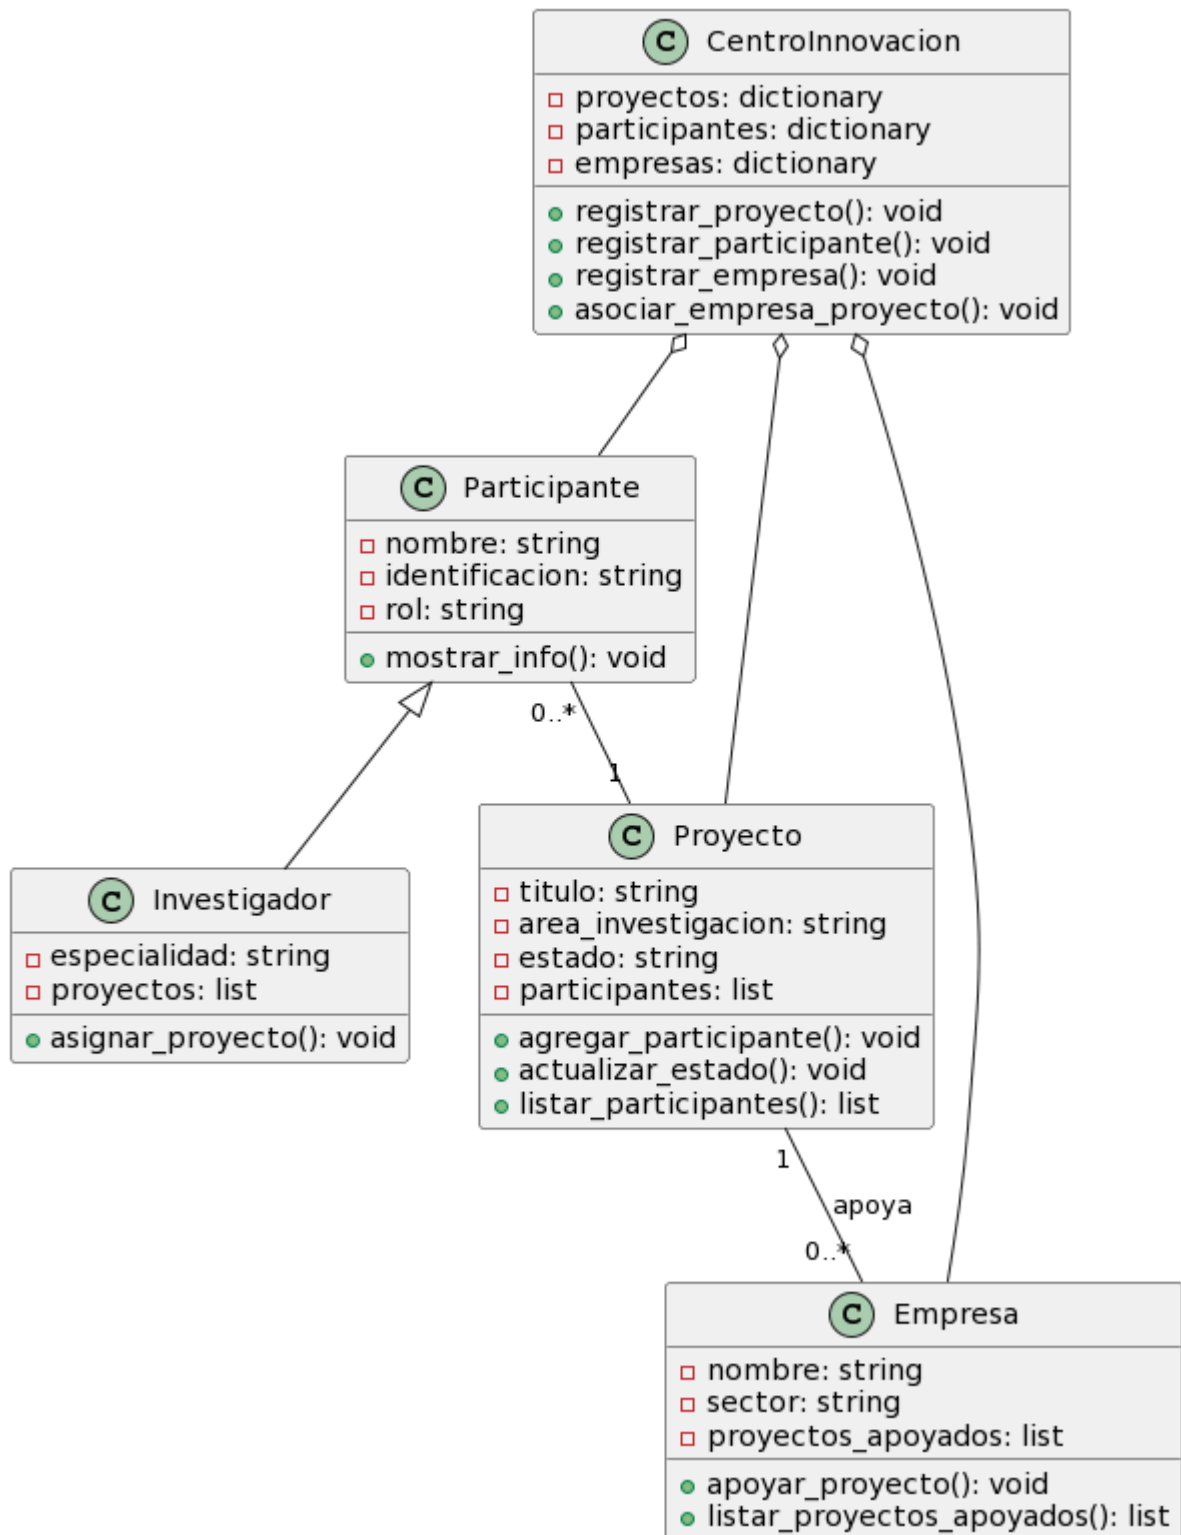 C CentroInnovacion
proyectos: dictionary
participantes: dictionary
empresas: dictionary
registrar_proyecto(): void
registrar_participante(): void
registrar_empresa(): void
asociar_empresa_proyecto(): void
C Participante
nombre: string
identificacion: string
rol: string
mostrar_info(): void
0..*
1
C Investigador
especialidad: string
proyectos: list
asignar_proyecto(): void
C Proyecto
titulo: string
area_investigacion: string
estado: string
participantes: list
agregar_participante(): void
actualizar_estado(): void
listar_participantes(): list
1
apoya
0..*
C Empresa
nombre: string
sector: string
proyectos_apoyados: list
apoyar_proyecto(): void
listar_proyectos_apoyados(): list